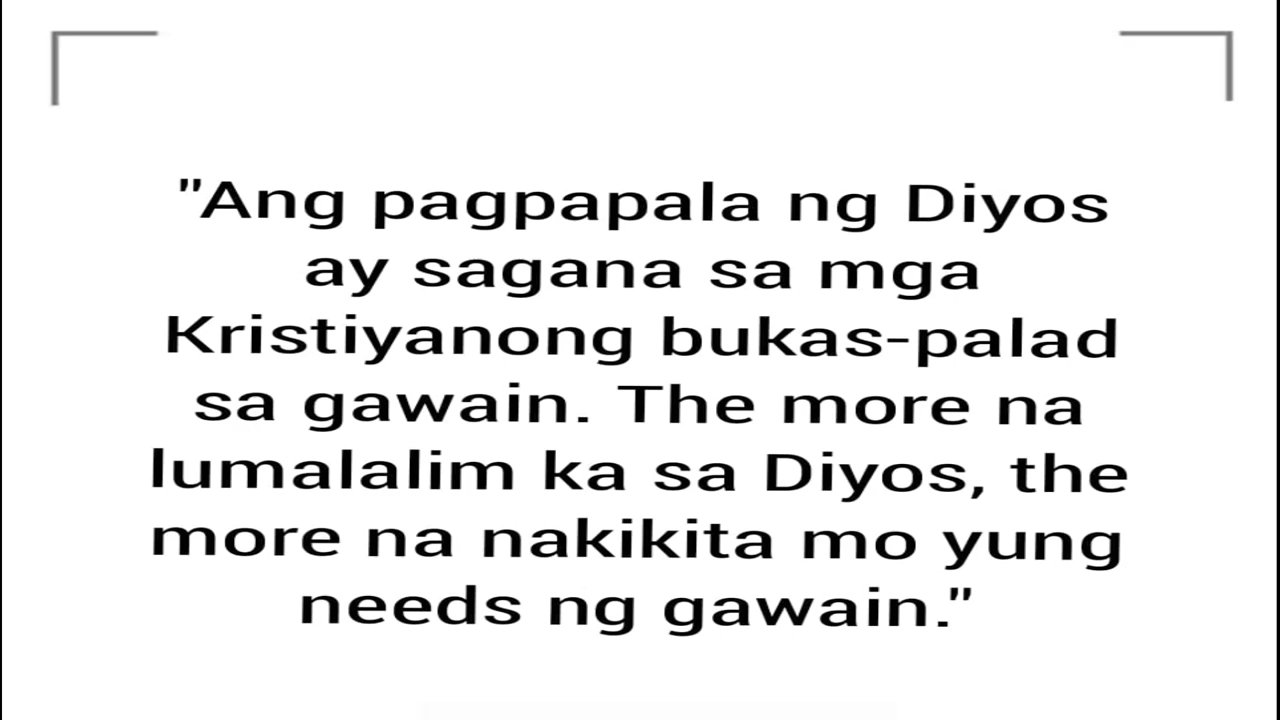 "Ang pagpapala ng Diyos
ay sagana sa mga
Kristiyanong bukas-palad
sa gawain. The more na
lumalalim ka sa Diyos, the
more na nakikita mo yung
needs ng gawain."